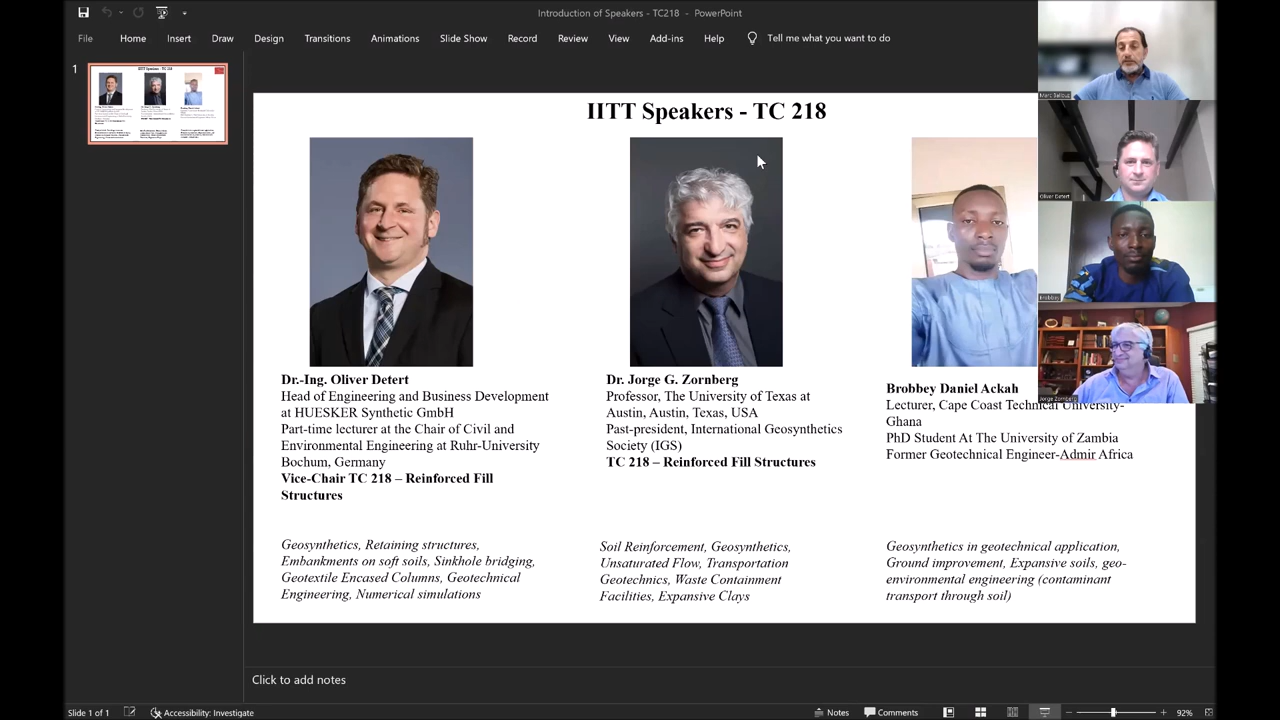 Introduction of Speakers - TC218 - PowerPoint
File Home Insert Draw Design Transitions Animations Slide Show Record Review View Add-ins Help Tell me what you want to do
1
IITT Speakers - TC 218
Dr.-Ing. Oliver Detert
Head of Engineering and Business Development
at HUESKER Synthetic GmbH
Part-time lecturer at the Chair of Civil and
Environmental Engineering at Ruhr-University
Bochum, Germany
Vice-Chair TC 218 – Reinforced Fill
Structures
Geosynthetics, Retaining structures,
Embankments on soft soils, Sinkhole bridging,
Geotextile Encased Columns, Geotechnical
Engineering, Numerical simulations
Dr. Jorge G. Zornberg
Professor, The University of Texas at
Austin, Austin, Texas, USA
Past-president, International Geosynthetics
Society (IGS)
TC 218 – Reinforced Fill Structures
Soil Reinforcement, Geosynthetics,
Unsaturated Flow, Transportation
Geotechnics, Waste Containment
Facilities, Expansive Clays
Brobbey Daniel Ackah
Lecturer, Cape Coast Technical University-
Ghana
PhD Student At The University of Zambia
Former Geotechnical Engineer-Admir Africa
Geosynthetics in geotechnical application,
Ground improvement, Expansive soils, geo-
environmental engineering (contaminant
transport through soil)
Marc Ballouz
Oliver Detert
Brobbey
Jorge Zornberg
Click to add notes
Slide 1 of 1 Accessibility: Investigate Notes Comments 92%